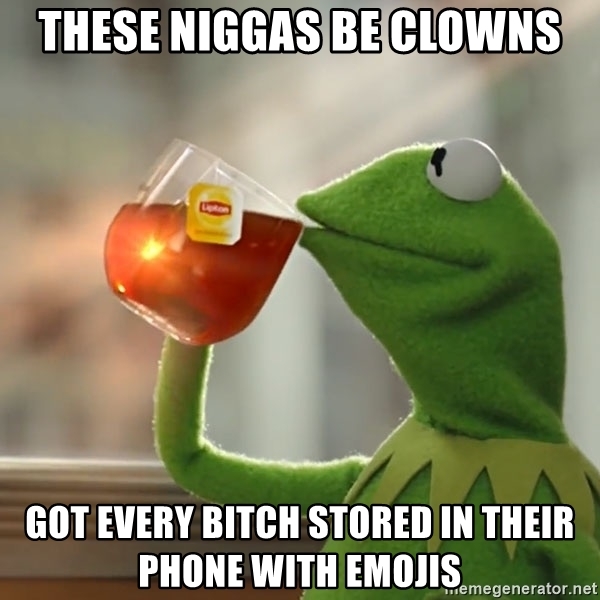 THESE NIGGAS BE CLOWNS
Lipton
GOT EVERY BITCH STORED IN THEIR
PHONE WITH EMOJIS
memegenerator.net